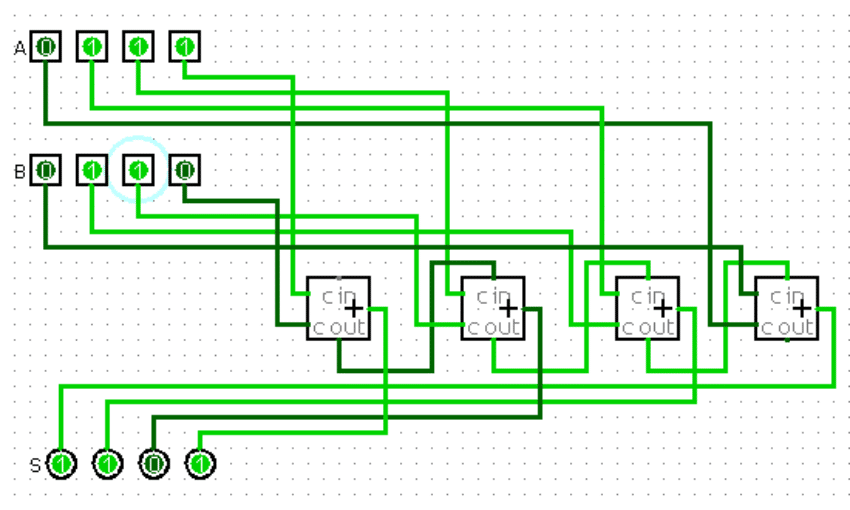 A 0 1 1 1
B 0 1 1 0
c in c in c in c in
+ + + +
c out c out c out c out
S 1 1 0 1